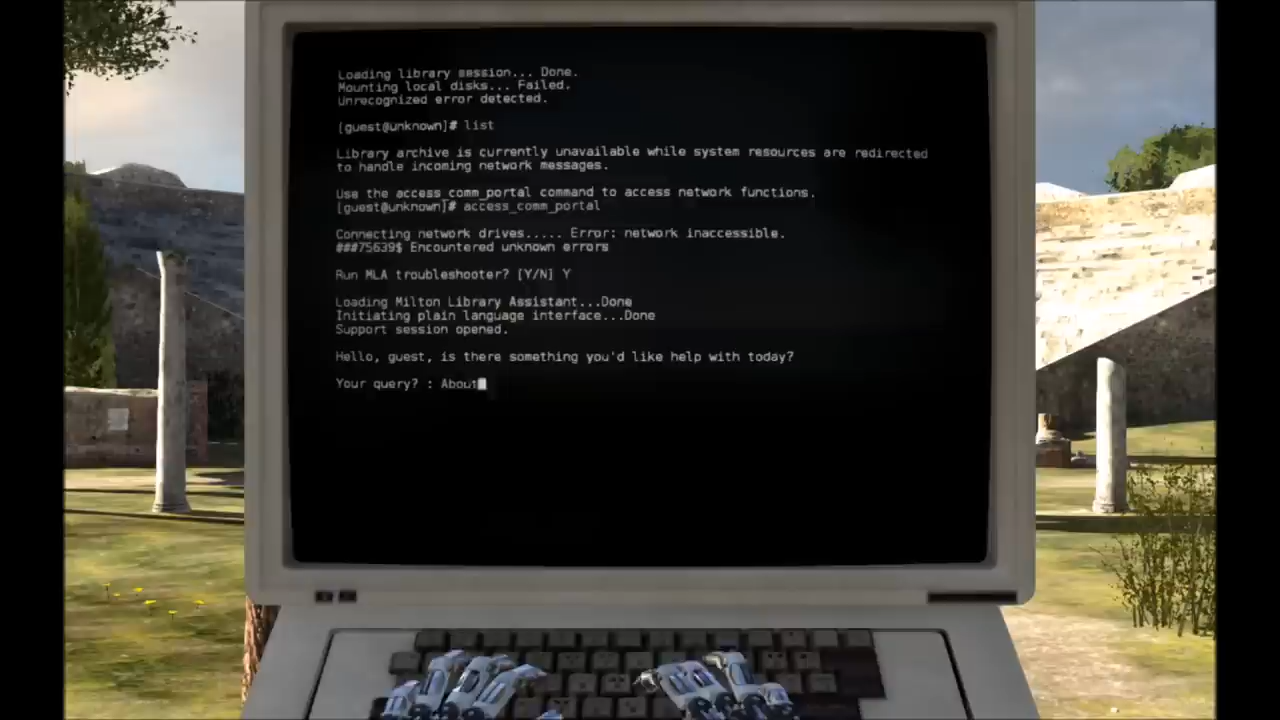 Loading library session... Done.
Mounting local disks... Failed.
Unrecognized error detected.
[guest@unknown]# list
Library archive is currently unavailable while system resources are redirected
to handle incoming network messages.
Use the access_comm_portal command to access network functions.
[guest@unknown]# access_comm_portal
Connecting network drives..... Error: network inaccessible.
###75639$ Encountered unknown errors
Run MLA troubleshooter? [Y/N] Y
Loading Milton Library Assistant...Done
Initiating plain language interface...Done
Support session opened.
Hello, guest, is there something you'd like help with today?
Your query? : About